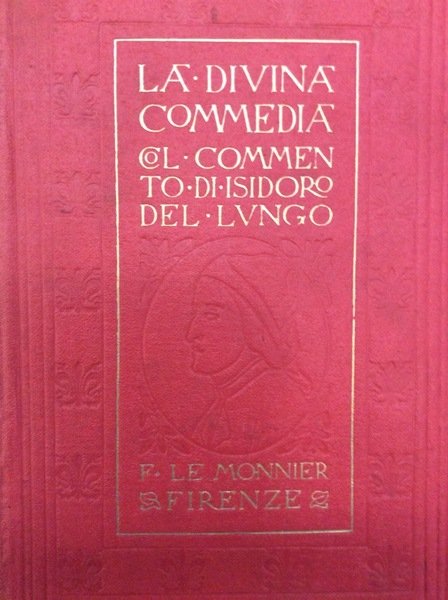 LA · DIVINA
COMMEDIA
COL · COMMEN
TO · DI · ISIDORO
DEL · LVNGO
F · LE MONNIER
FIRENZE